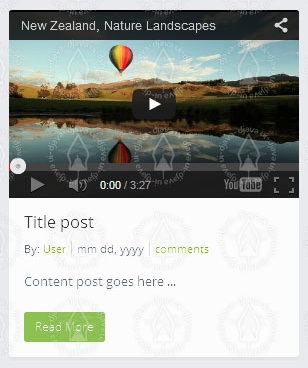 New Zealand, Nature Landscapes
0:00 / 3:27
YouTube
Title post
By: User | mm dd, yyyy | comments
Content post goes here ...
Read More